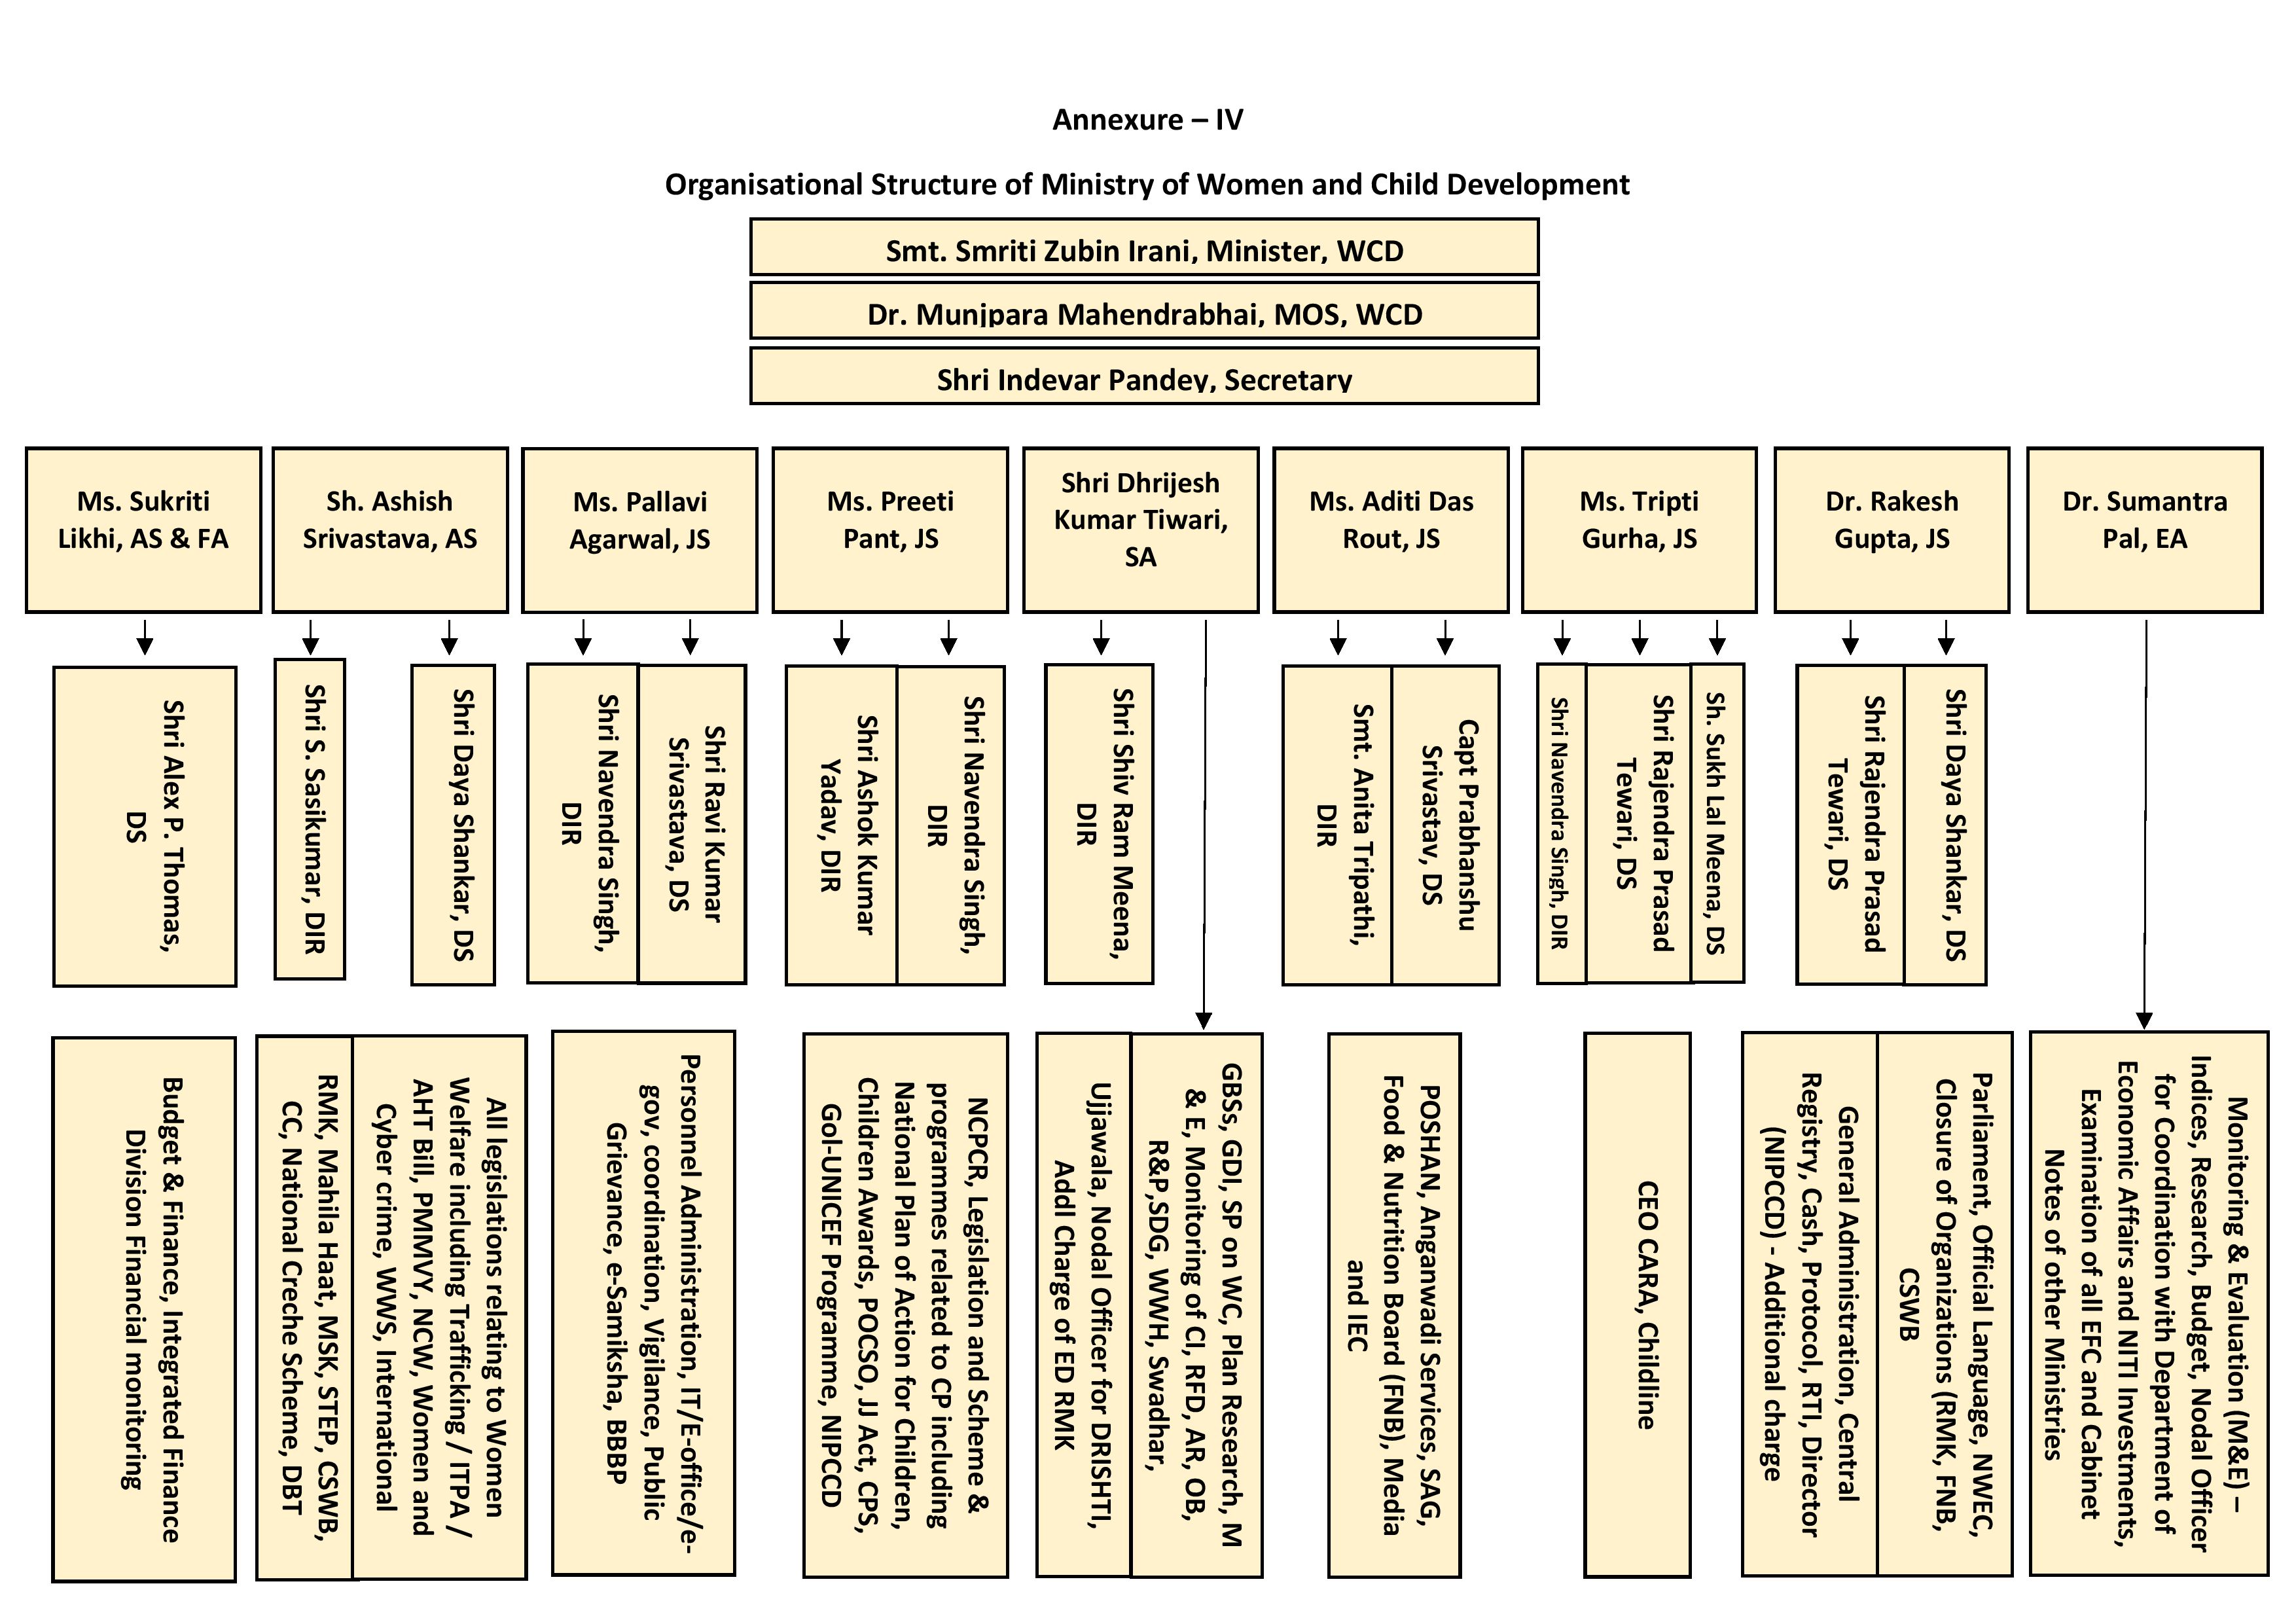 Annexure – IV
Organisational Structure of Ministry of Women and Child Development
Smt. Smriti Zubin Irani, Minister, WCD
Dr. Munjpara Mahendrabhai, MOS, WCD
Shri Indevar Pandey, Secretary
Ms. Sukriti
Likhi, AS & FA
Sh. Ashish
Srivastava, AS
Ms. Pallavi
Agarwal, JS
Ms. Preeti
Pant, JS
Shri Dhrijesh
Kumar Tiwari,
SA
Ms. Aditi Das
Rout, JS
Ms. Tripti
Gurha, JS
Dr. Rakesh
Gupta, JS
Dr. Sumantra
Pal, EA
Shri Alex P. Thomas,
DS
Shri S. Sasikumar, DIR
Shri Daya Shankar, DS
Shri Navendra Singh,
DIR
Shri Ravi Kumar
Srivastava, DS
Shri Ashok Kumar
Yadav, DIR
Shri Navendra Singh,
DIR
Shri Shiv Ram Meena,
DIR
Smt. Anita Tripathi,
DIR
Capt Prabhanshu
Srivastav, DS
Shri Navendra Singh, DIR
Shri Rajendra Prasad
Tewari, DS
Sh. Sukh Lal Meena, DS
Shri Rajendra Prasad
Tewari, DS
Shri Daya Shankar, DS
Budget & Finance, Integrated Finance
Division Financial monitoring
RMK, Mahila Haat, MSK, STEP, CSWB,
CC, National Creche Scheme, DBT
All legislations relating to Women
Welfare including Trafficking / ITPA /
AHT Bill, PMMVY, NCW, Women and
Cyber crime, WWS, International
Personnel Administration, IT/E-office/e-
gov, coordination, Vigilance, Public
Grievance, e-Samiksha, BBBP
NCPCR, Legislation and Scheme &
programmes related to CP including
National Plan of Action for Children,
Children Awards, POCSO, JJ Act, CPS,
GoI-UNICEF Programme, NIPCCD
Ujjawala, Nodal Officer for DRISHTI,
Addl Charge of ED RMK
GBSs, GDI, SP on WC, Plan Research, M
& E, Monitoring of CI, RFD, AR, OB,
R&P,SDG, WWH, Swadhar,
POSHAN, Anganwadi Services, SAG,
Food & Nutrition Board (FNB), Media
and IEC
CEO CARA, Childline
General Administration, Central
Registry, Cash, Protocol, RTI, Director
(NIPCCD) - Additional charge
Parliament, Official Language, NWEC,
Closure of Organizations (RMK, FNB,
CSWB
Monitoring & Evaluation (M&E) –
Indices, Research, Budget, Nodal Officer
for Coordination with Department of
Economic Affairs and NITI Investments,
Examination of all EFC and Cabinet
Notes of other Ministries